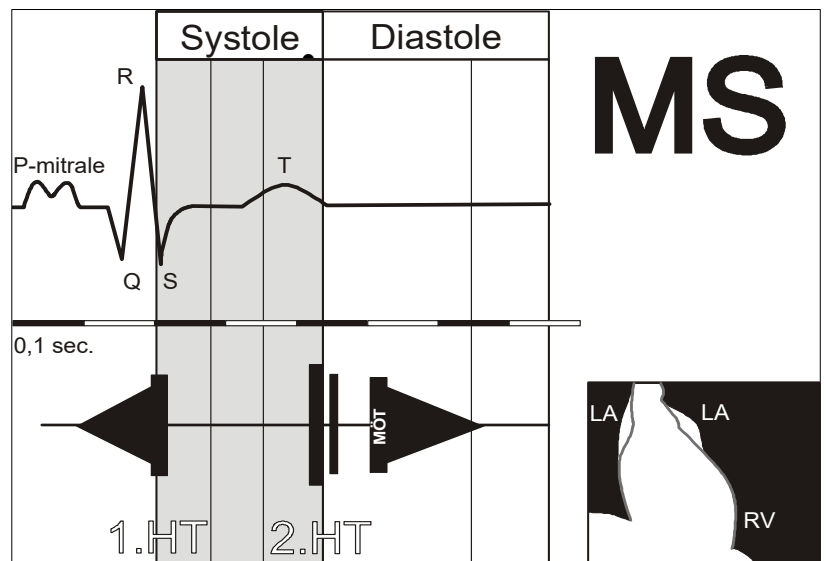 Systole Diastole
MS
R
P-mitrale
T
Q S
0,1 sec.
MÖT
LA LA
RV
1.HT 2.HT